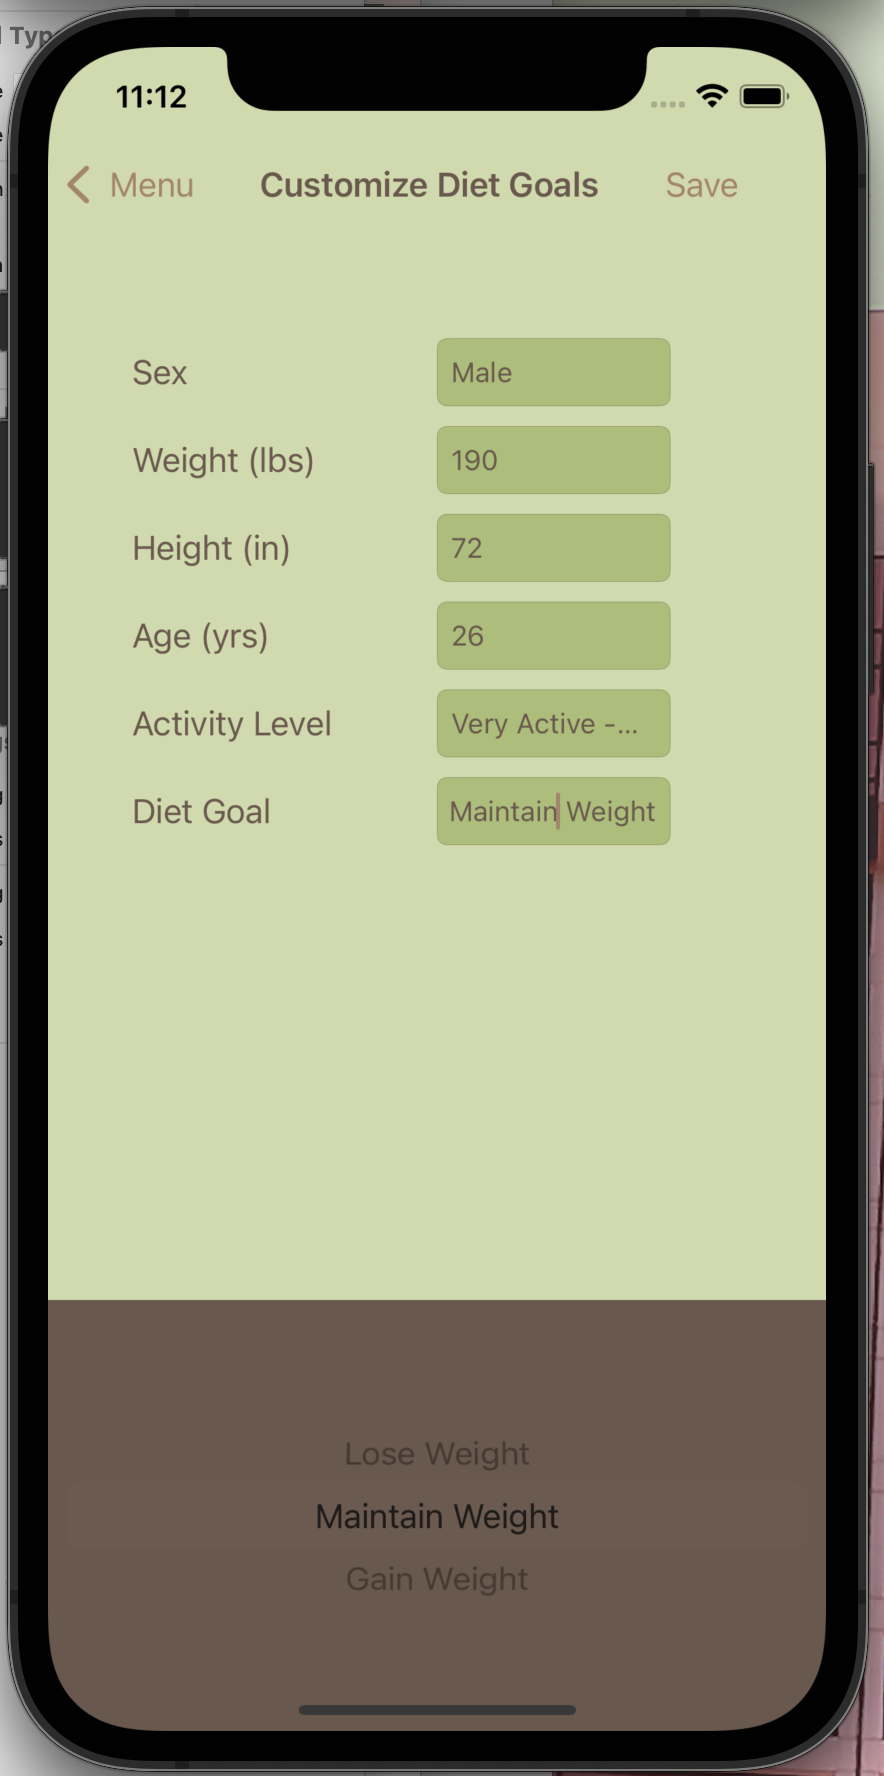 Typ
11:12
Menu Customize Diet Goals Save
Sex Male
Weight (lbs) 190
Height (in) 72
Age (yrs) 26
Activity Level Very Active -...
Diet Goal Maintain Weight
Lose Weight
Maintain Weight
Gain Weight